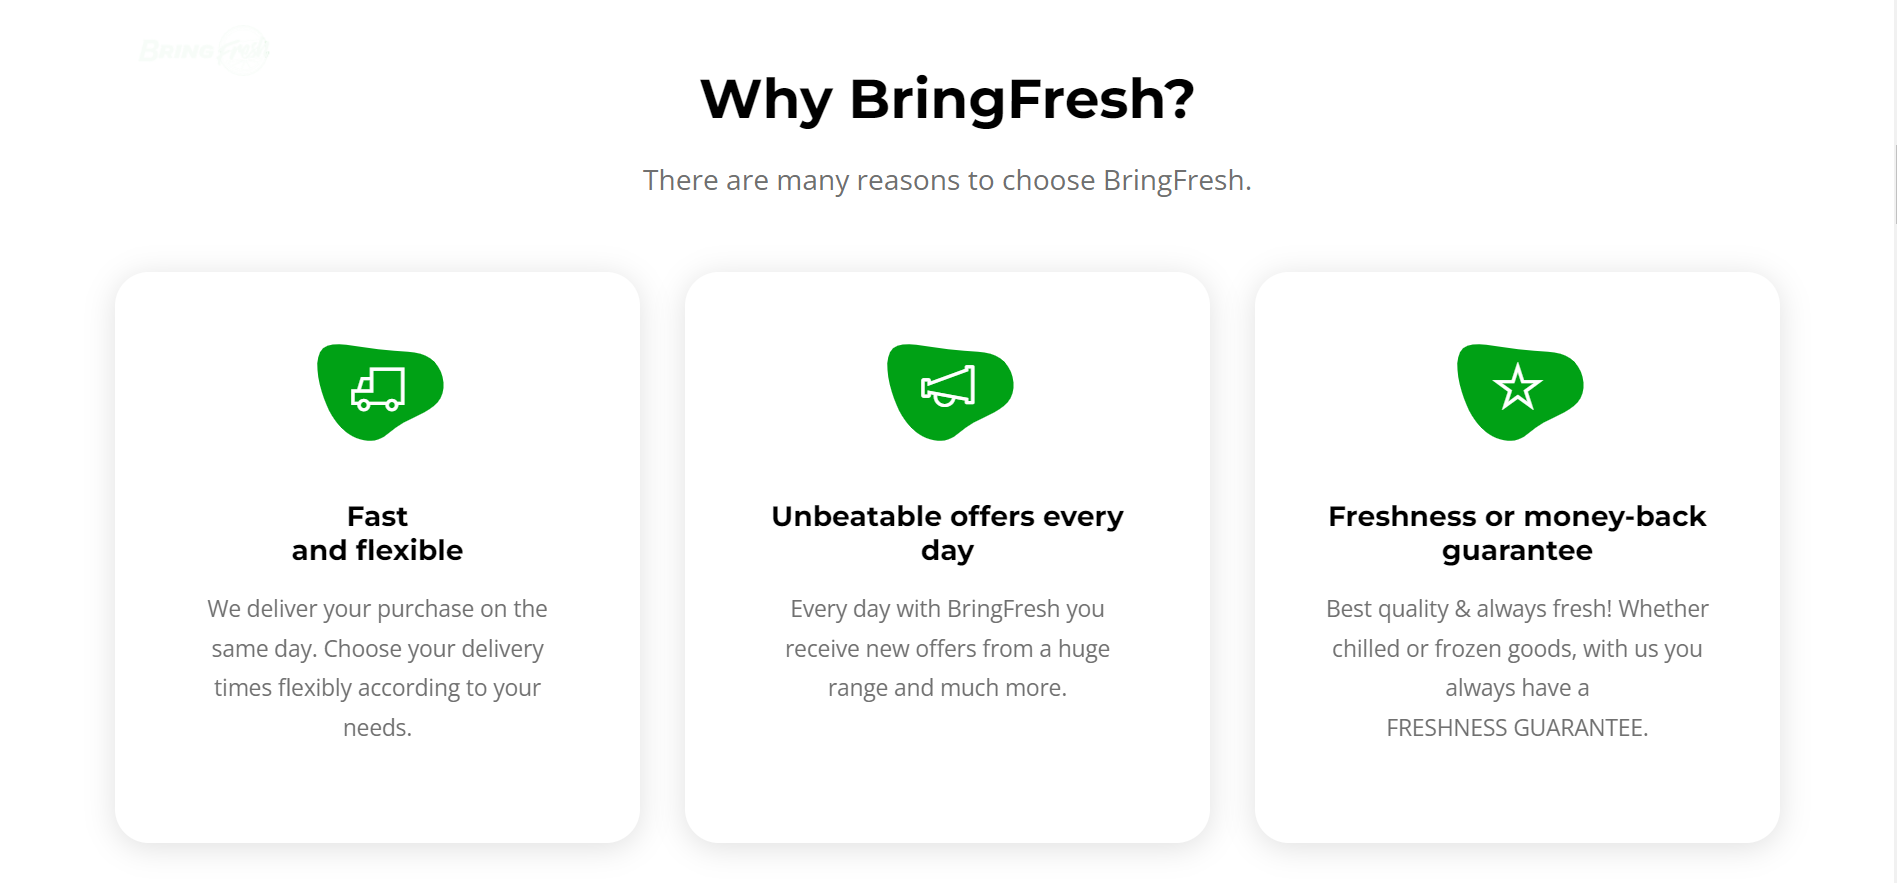 BRING Fresh
Why BringFresh?
There are many reasons to choose BringFresh.
Fast
and flexible
We deliver your purchase on the
same day. Choose your delivery
times flexibly according to your
needs.
Unbeatable offers every
day
Every day with BringFresh you
receive new offers from a huge
range and much more.
Freshness or money-back
guarantee
Best quality & always fresh! Whether
chilled or frozen goods, with us you
always have a
FRESHNESS GUARANTEE.